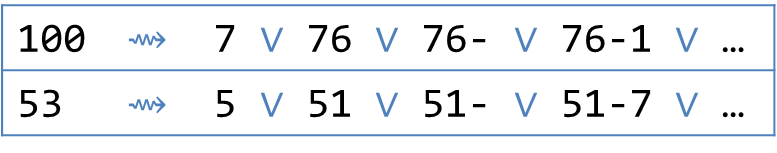 100 ⇝ 7 ∨ 76 ∨ 76- ∨ 76-1 ∨ …
53 ⇝ 5 ∨ 51 ∨ 51- ∨ 51-7 ∨ …